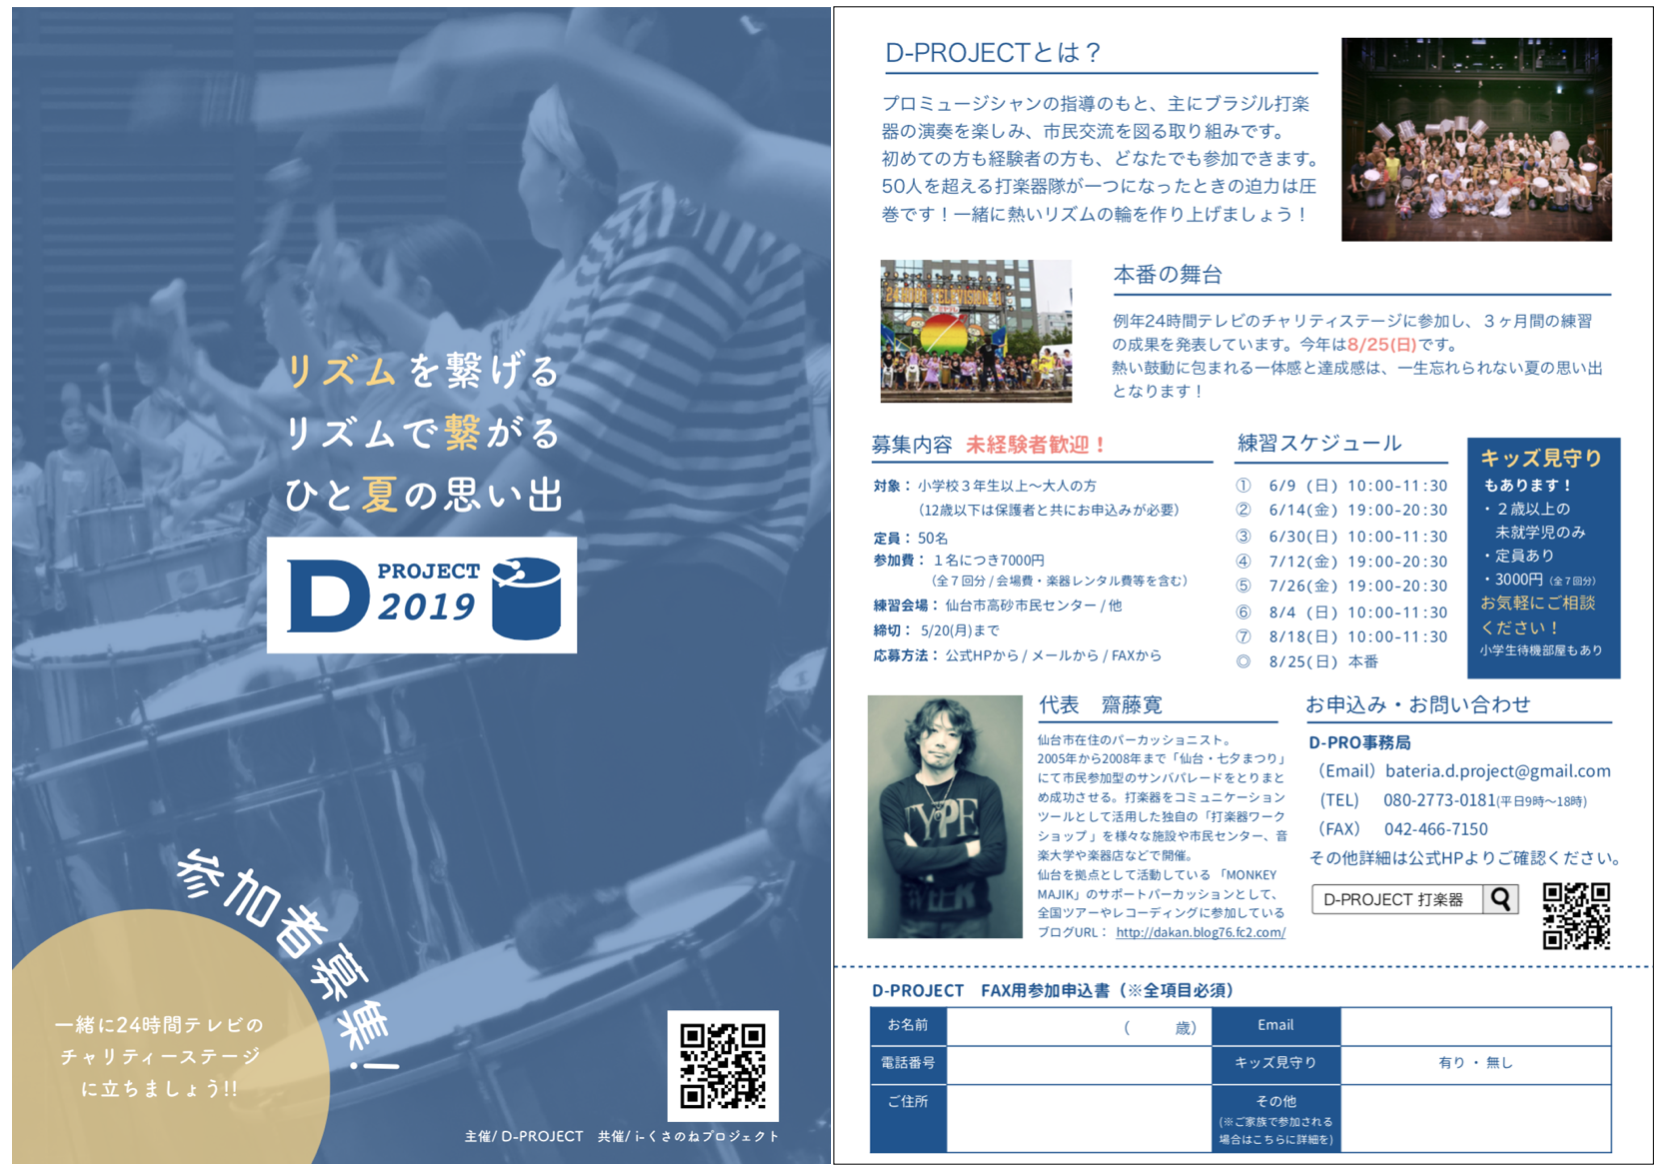 リズムを繋げる
リズムで繋がる
ひと夏の思い出
D PROJECT
2019
参加者募集!
一緒に24時間テレビの
チャリティーステージ
に立ちましょう!!
主催/ D-PROJECT 共催/ i-くさのねプロジェクト
D-PROJECTとは？
プロミュージシャンの指導のもと、主にブラジル打楽
器の演奏を楽しみ、市民交流を図る取り組みです。
初めての方も経験者の方も、どなたでも参加できます。
50人を超える打楽器隊が一つになったときの迫力は圧
巻です！一緒に熱いリズムの輪を作り上げましょう！
24 HOUR TELEVISION
本番の舞台
例年24時間テレビのチャリティステージに参加し、３ヶ月間の練習
の成果を発表しています。今年は8/25(日)です。
熱い鼓動に包まれる一体感と達成感は、一生忘れられない夏の思い出
となります！
募集内容 未経験者歓迎！
対象： 小学校３年生以上～大人の方
（12歳以下は保護者と共にお申込みが必要）
定員： 50名
参加費： １名につき7000円
（全７回分 / 会場費・楽器レンタル費等を含む）
練習会場： 仙台市高砂市民センター / 他
締切： 5/20(月)まで
応募方法： 公式HPから / メールから / FAXから
練習スケジュール
① 6/9 (日) 10:00-11:30
② 6/14(金) 19:00-20:30
③ 6/30(日) 10:00-11:30
④ 7/12(金) 19:00-20:30
⑤ 7/26(金) 19:00-20:30
⑥ 8/4 (日) 10:00-11:30
⑦ 8/18(日) 10:00-11:30
◎ 8/25(日) 本番
キッズ見守り
もあります！
・２歳以上の
未就学児のみ
・定員あり
・3000円（全７回分）
お気軽にご相談
ください！
小学生待機部屋もあり
代表 齋藤寛
仙台市在住のパーカッショニスト。
2005年から2008年まで「仙台・七夕まつり」
にて市民参加型のサンバパレードをとりまと
め成功させる。打楽器をコミュニケーション
ツールとして活用した独自の「打楽器ワーク
ショップ 」を様々な施設や市民センター、音
楽大学や楽器店などで開催。
仙台を拠点として活動している 「MONKEY
MAJIK」のサポートパーカッションとして、
全国ツアーやレコーディングに参加している
ブログURL： http://dakan.blog76.fc2.com/
お申込み・お問い合わせ
D-PRO事務局
（Email）bateria.d.project@gmail.com
(TEL) 080-2773-0181(平日9時～18時)
（FAX） 042-466-7150
その他詳細は公式HPよりご確認ください。
D-PROJECT 打楽器
D-PROJECT FAX用参加申込書（※全項目必須）
お名前 （ 歳） Email
電話番号 キッズ見守り 有り ・ 無し
ご住所 その他
(※ご家族で参加される
場合はこちらに詳細を)